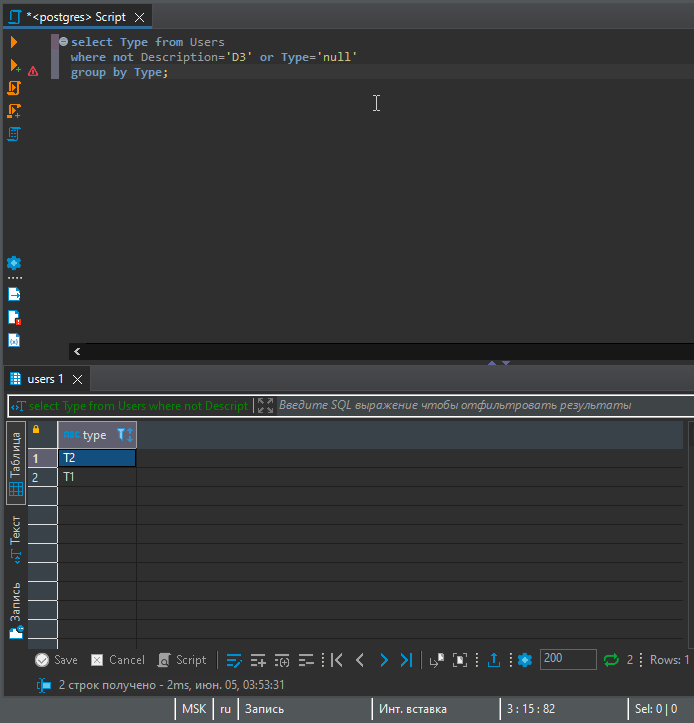 *<postgres> Script
select Type from Users
where not Description='D3' or Type='null'
group by Type;
users 1
select Type from Users where not Descript
Введите SQL выражение чтобы отфильтровать результаты
Таблица
Текст
Запись
ABC type
1 T2
2 T1
Save Cancel Script 200 2 Rows: 1
2 строк получено - 2ms, июн. 05, 03:53:31
MSK ru Запись Инт. вставка 3 : 15 : 82 Sel: 0 | 0